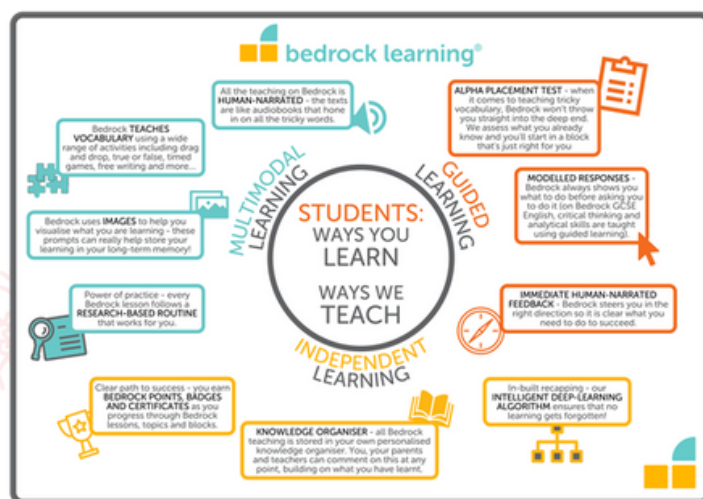 bedrock learning®
All the teaching on Bedrock is
HUMAN-NARRATED - the texts
are like audiobooks that hone
in on all the tricky words.
ALPHA PLACEMENT TEST - when
it comes to teaching tricky
vocabulary, Bedrock won't throw
you straight into the deep end.
We assess what you already
know and you'll start in a block
that's just right for you
Bedrock TEACHES
VOCABULARY using a wide
range of activities including drag
and drop, true or false, timed
games, free writing and more...
MULTIMODAL
LEARNING
GUIDED
LEARNING
MODELLED RESPONSES -
Bedrock always shows you
what to do before asking you
to do it (on Bedrock GCSE
English, critical thinking and
analytical skills are taught
using guided learning).
Bedrock uses IMAGES to help you
visualise what you are learning - these
prompts can really help store your
learning in your long-term memory!
STUDENTS:
WAYS YOU
LEARN
WAYS WE
TEACH
Power of practice - every
Bedrock lesson follows a
RESEARCH-BASED ROUTINE
that works for you.
IMMEDIATE HUMAN-NARRATED
FEEDBACK - Bedrock steers you in the
right direction so it is clear what you
need to do to succeed.
INDEPENDENT
LEARNING
Clear path to success - you earn
BEDROCK POINTS, BADGES
AND CERTIFICATES as you
progress through Bedrock
lessons, topics and blocks.
KNOWLEDGE ORGANISER - all Bedrock
teaching is stored in your own personalised
knowledge organiser. You, your parents
and teachers can comment on this at any
point, building on what you have learnt.
In-built recapping - our
INTELLIGENT DEEP-LEARNING
ALGORITHM ensures that no
learning gets forgotten!